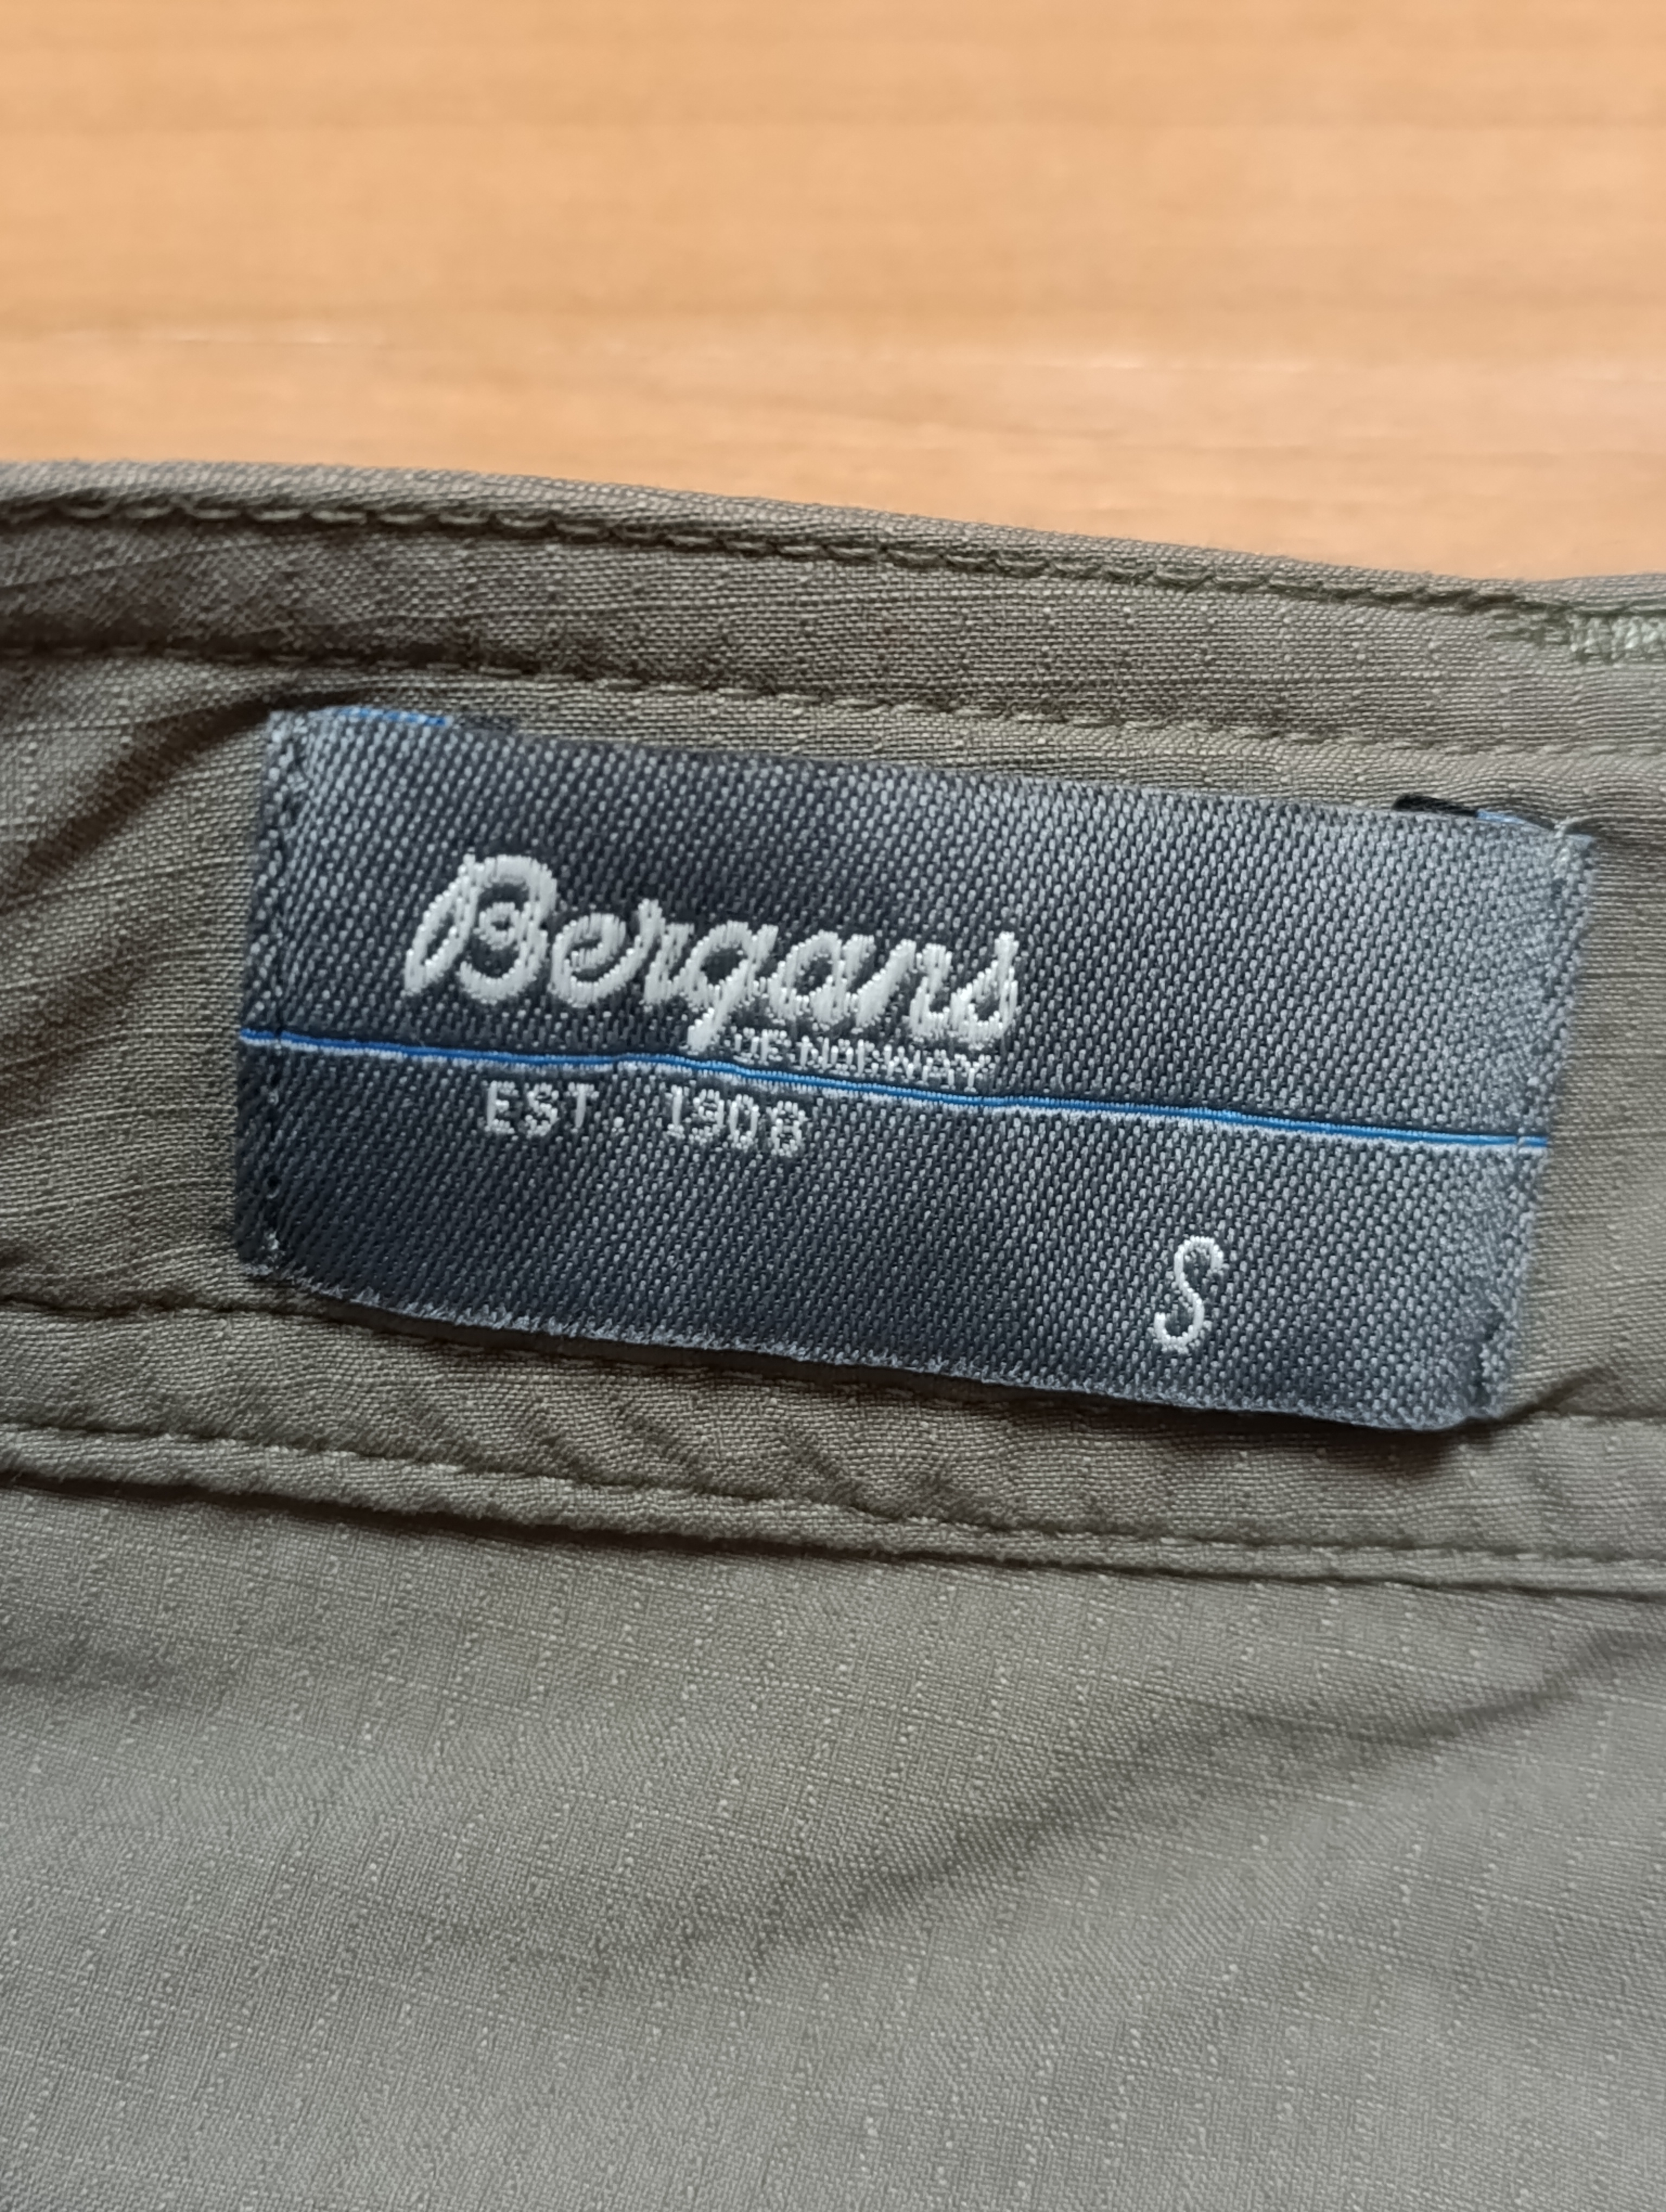 Bergans
OF NORWAY
EST. 1908
S